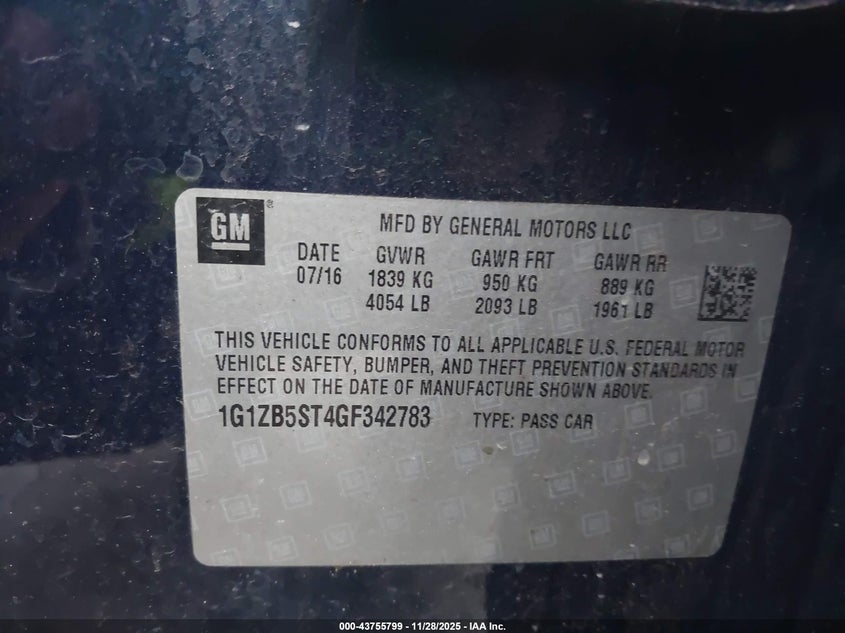 GM ®
MFD BY GENERAL MOTORS LLC
DATE GVWR GAWR FRT GAWR RR
07/16 1839 KG 950 KG 889 KG
4054 LB 2093 LB 1961 LB
THIS VEHICLE CONFORMS TO ALL APPLICABLE U.S. FEDERAL MOTOR
VEHICLE SAFETY, BUMPER, AND THEFT PREVENTION STANDARDS IN
EFFECT ON THE DATE OF MANUFACTURE SHOWN ABOVE.
1G1ZB5ST4GF342783 TYPE: PASS CAR
000-43755799 - 11/28/2025 - IAA Inc.